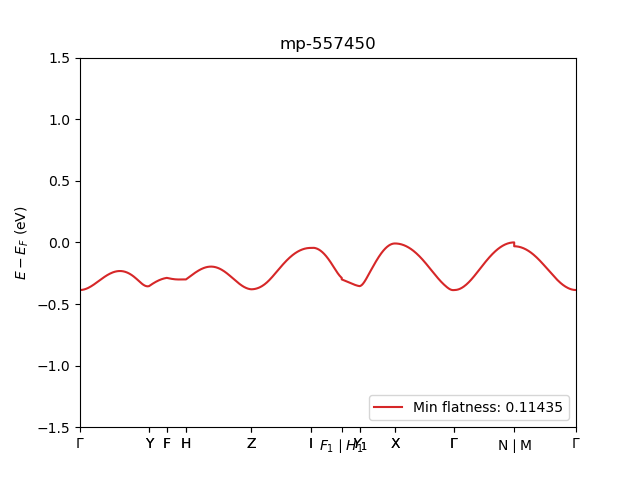 mp-557450
1.5
1.0
0.5
0.0
−0.5
−1.0
−1.5
E − E_F (eV)
Min flatness: 0.11435
Γ Y F H Z I F₁ | H₁ Y₁ X Γ N | M Γ